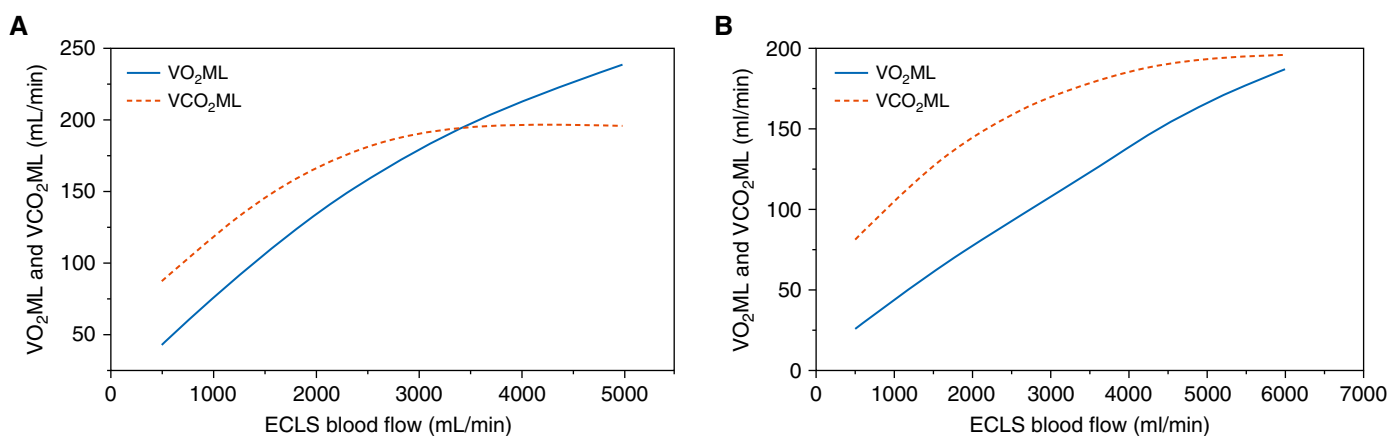 A
VO₂ML and VCO₂ML (mL/min)
250
200
150
100
50
VO₂ML
VCO₂ML
0 1000 2000 3000 4000 5000
ECLS blood flow (mL/min)
B
VO₂ML and VCO₂ML (ml/min)
200
150
100
50
0
VO₂ML
VCO₂ML
0 1000 2000 3000 4000 5000 6000 7000
ECLS blood flow (ml/min)